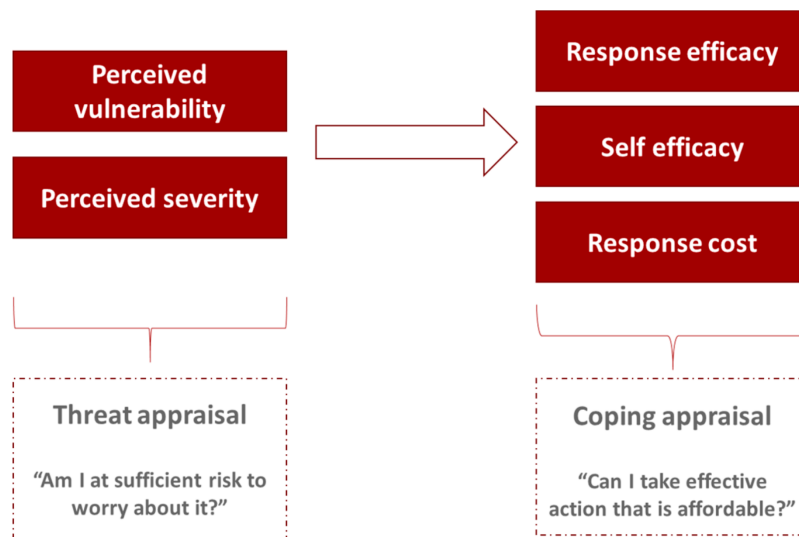 Perceived
vulnerability
Perceived severity
Response efficacy
Self efficacy
Response cost
Threat appraisal
“Am I at sufficient risk to
worry about it?”
Coping appraisal
“Can I take effective
action that is affordable?”